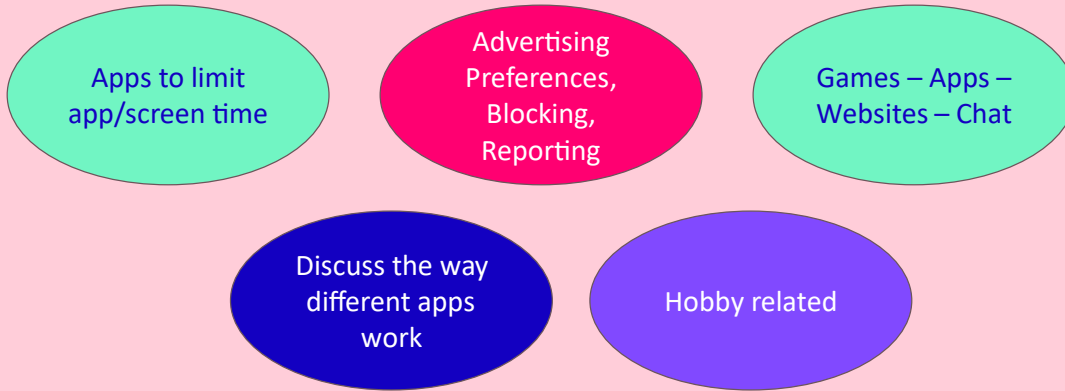 Apps to limit
app/screen time
Advertising
Preferences,
Blocking,
Reporting
Games – Apps –
Websites – Chat
Discuss the way
different apps
work
Hobby related